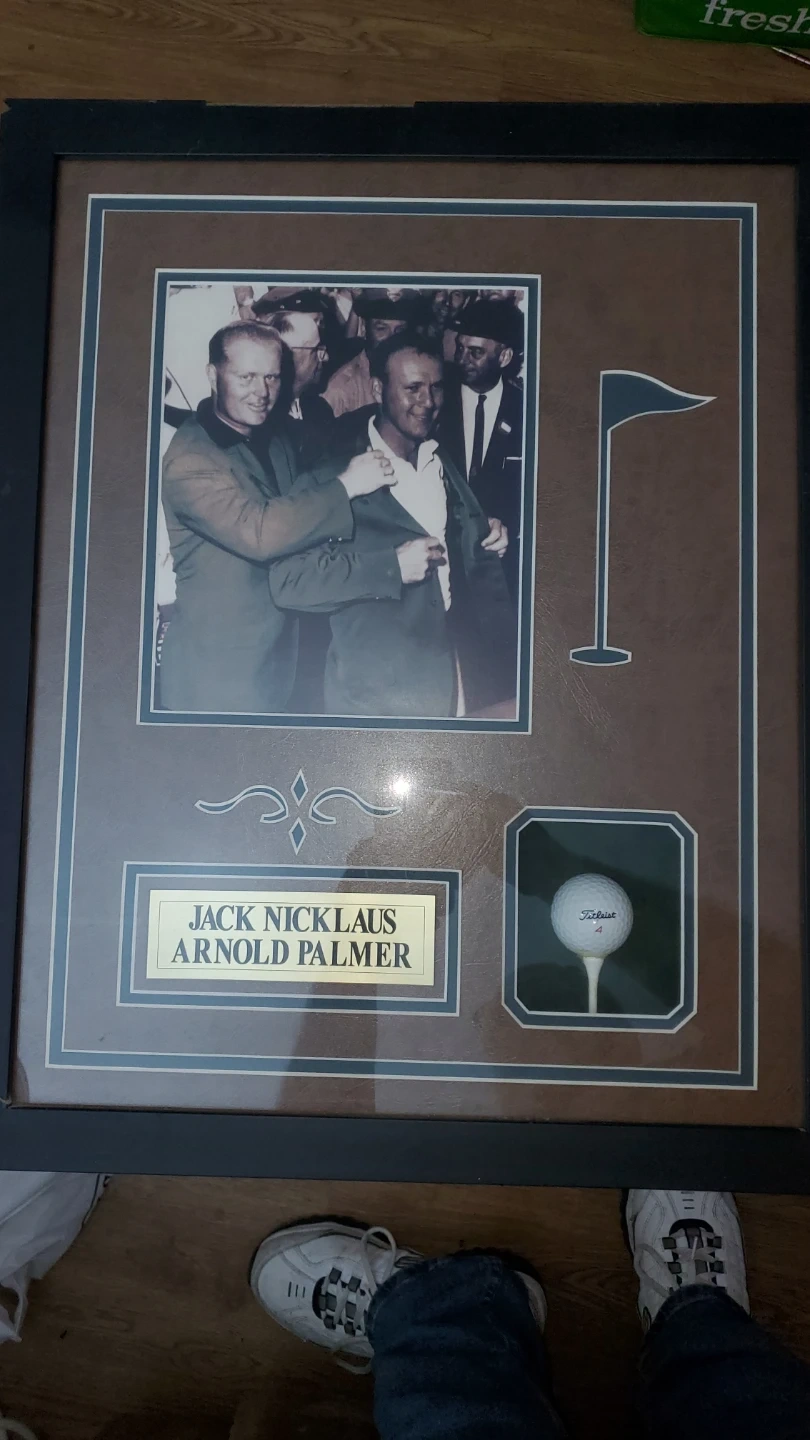 fresh
JACK NICKLAUS
ARNOLD PALMER
Titleist
4